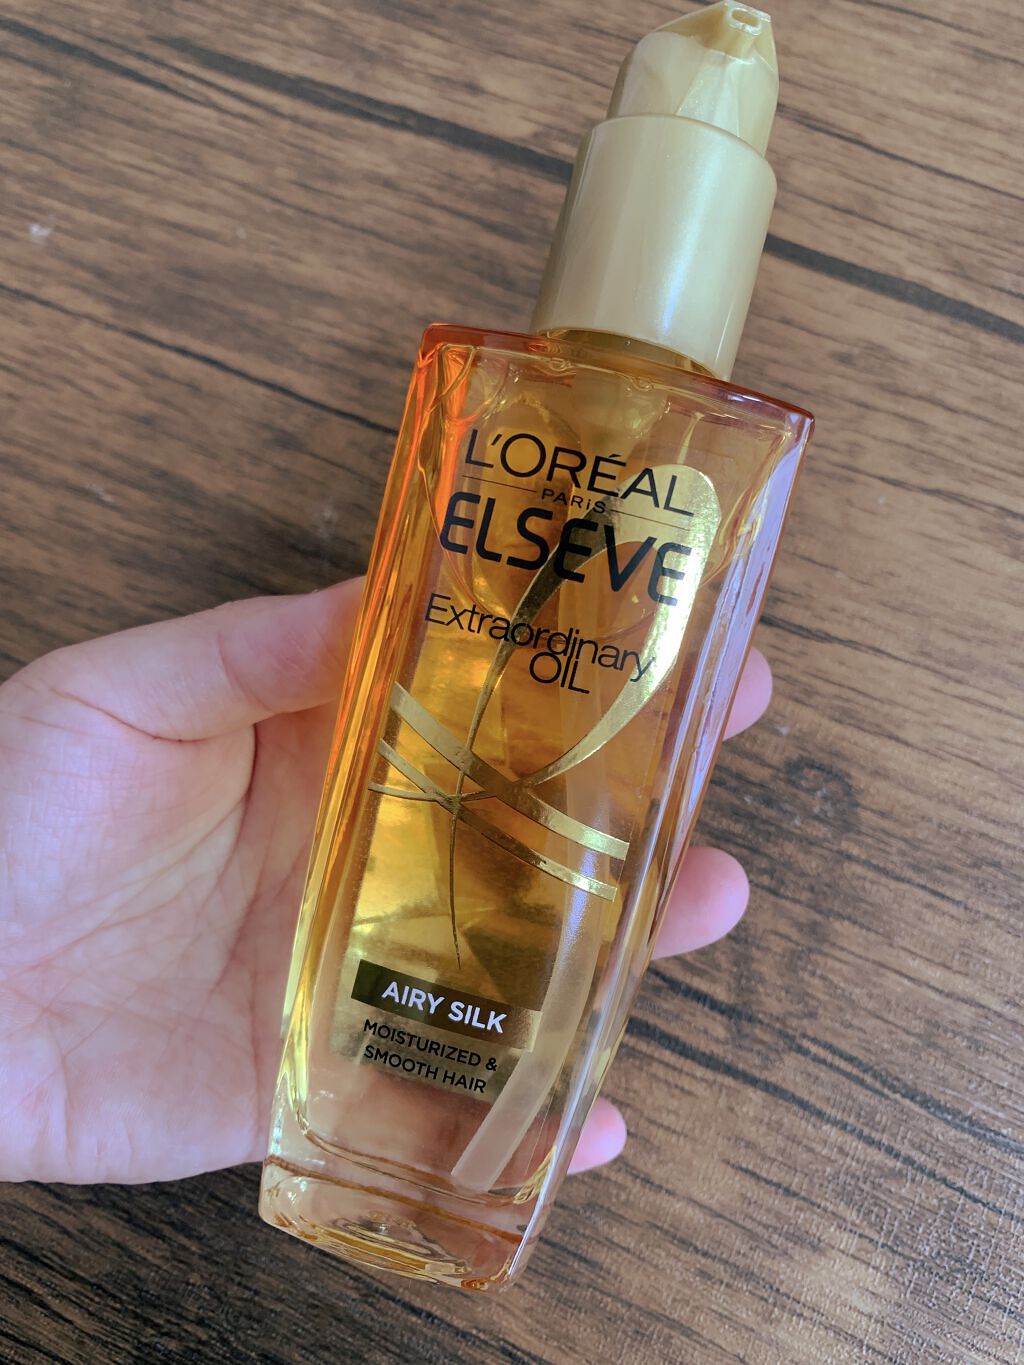 L'ORÉAL
PARiS
ELSEVE
Extraordinary
OIL
AIRY SILK
MOISTURIZED &
SMOOTH HAIR